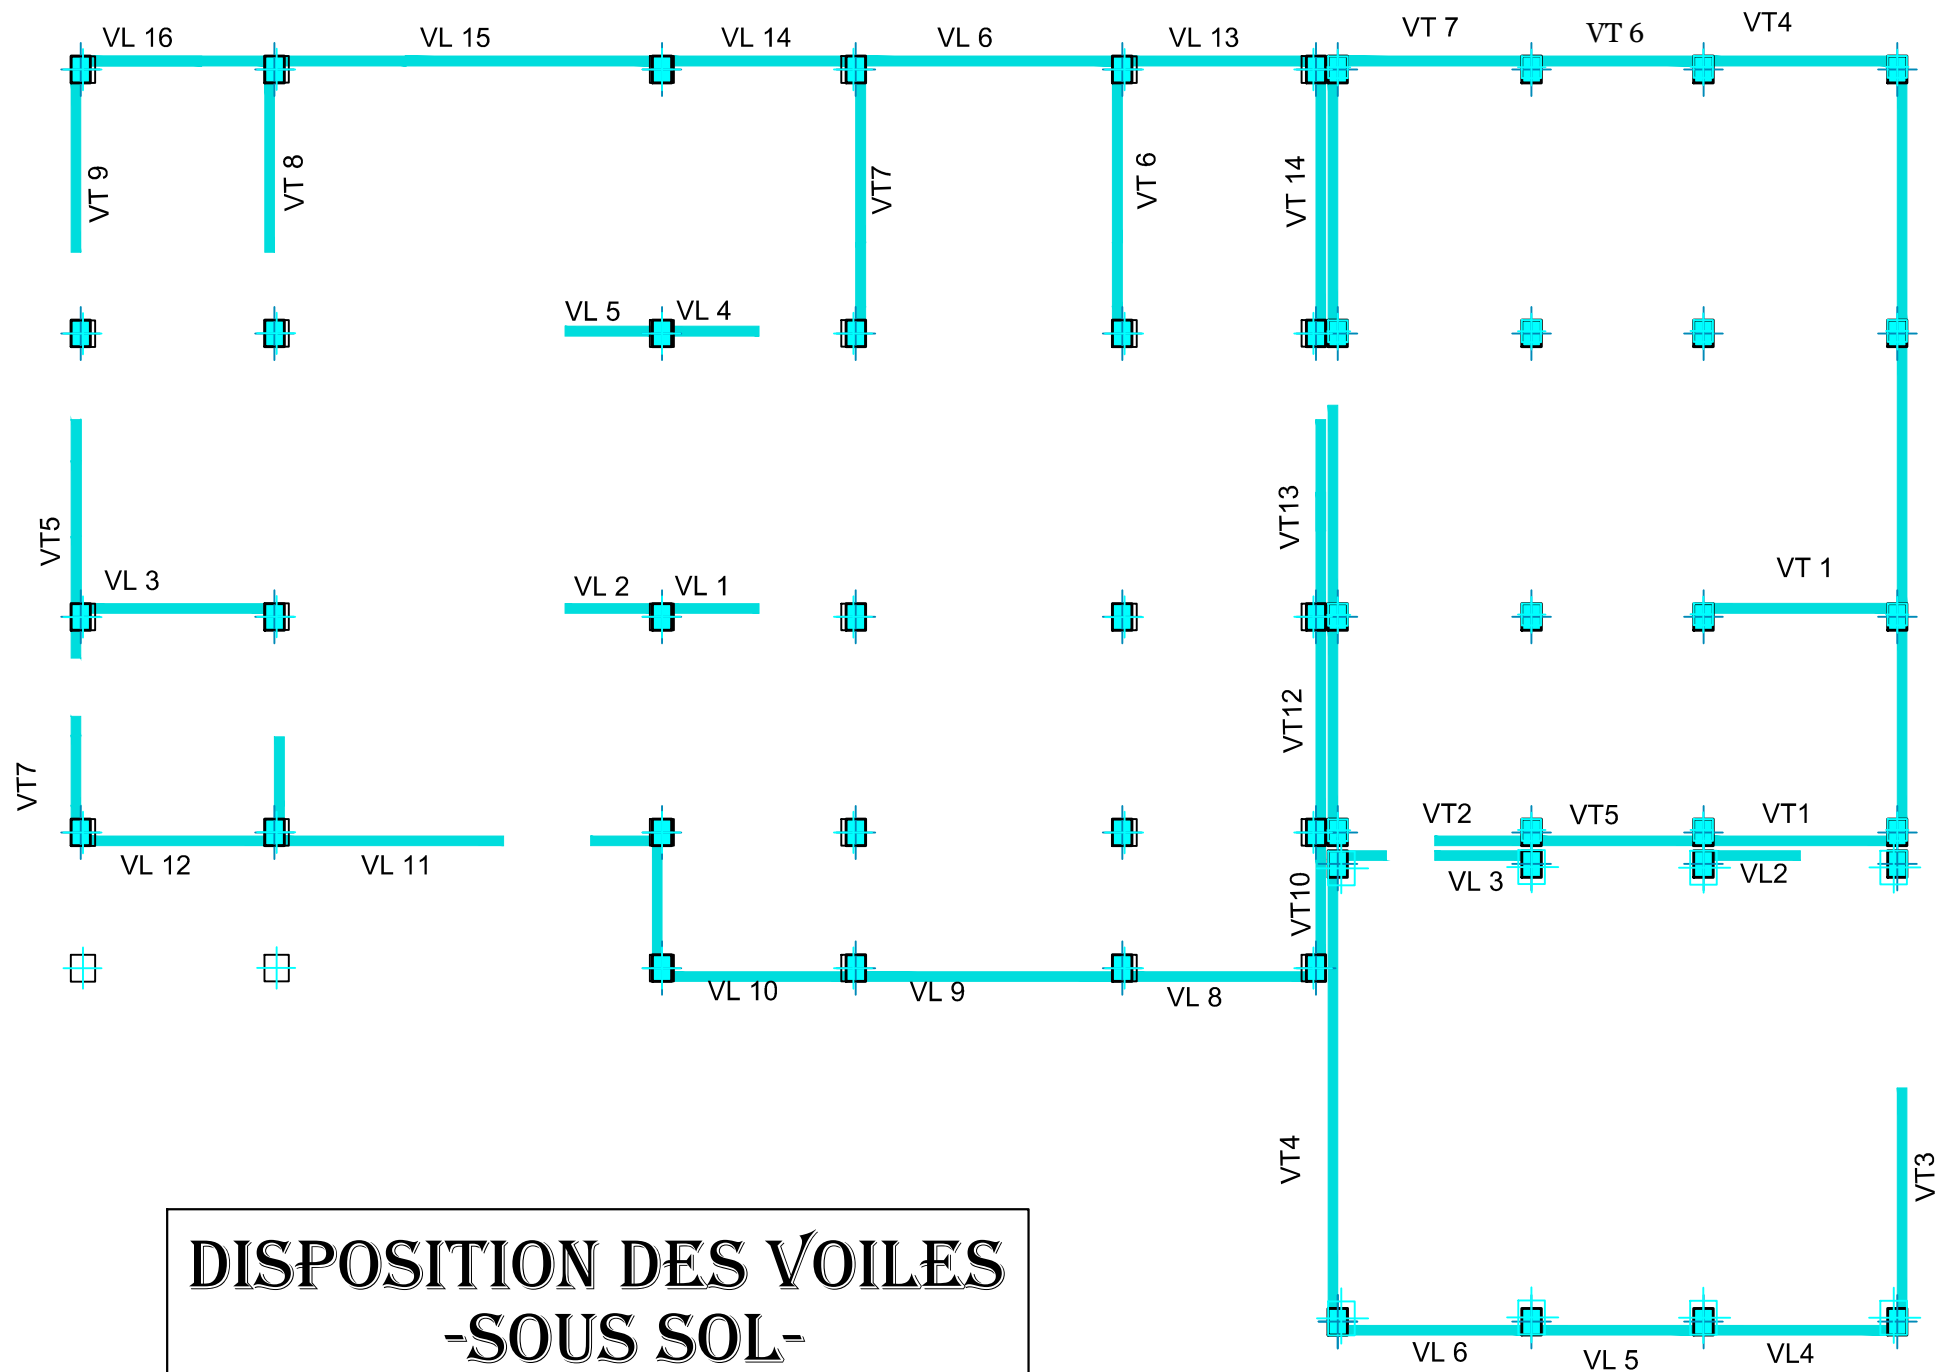 VL 16
VL 15
VL 14
VL 6
VL 13
VT 7
VT 6
VT4
VT 9
VT 8
VT7
VT 6
VT 14
VL 5
VL 4
VT5
VL 3
VL 2
VL 1
VT13
VT 1
VT12
VT7
VL 12
VL 11
VT10
VT2
VT5
VT1
VL 3
VL2
VL 10
VL 9
VL 8
VT4
VT3
DISPOSITION DES VOILES
-SOUS SOL-
VL 6
VL 5
VL4